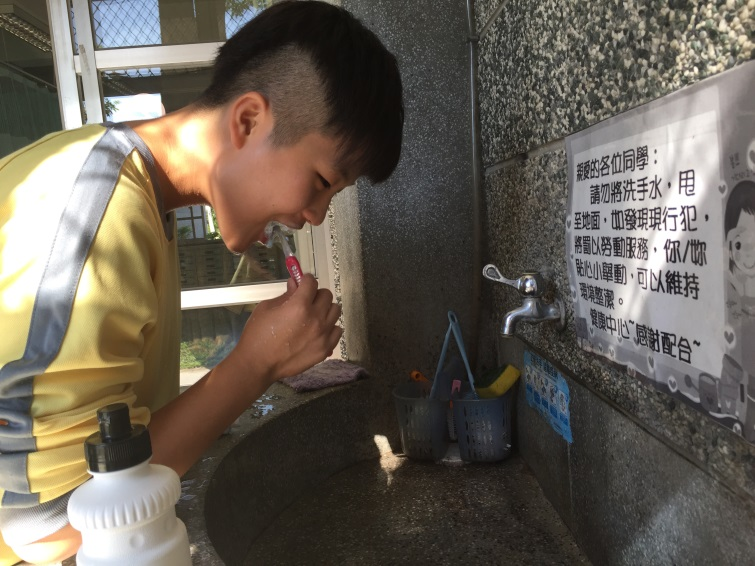 親愛的各位同學：
請勿將洗手水，甩
至地面，如發現現行犯，
將罰以勞動服務，你/妳
貼心小舉動，可以維持
環境整潔。
健康中心~感謝配合~